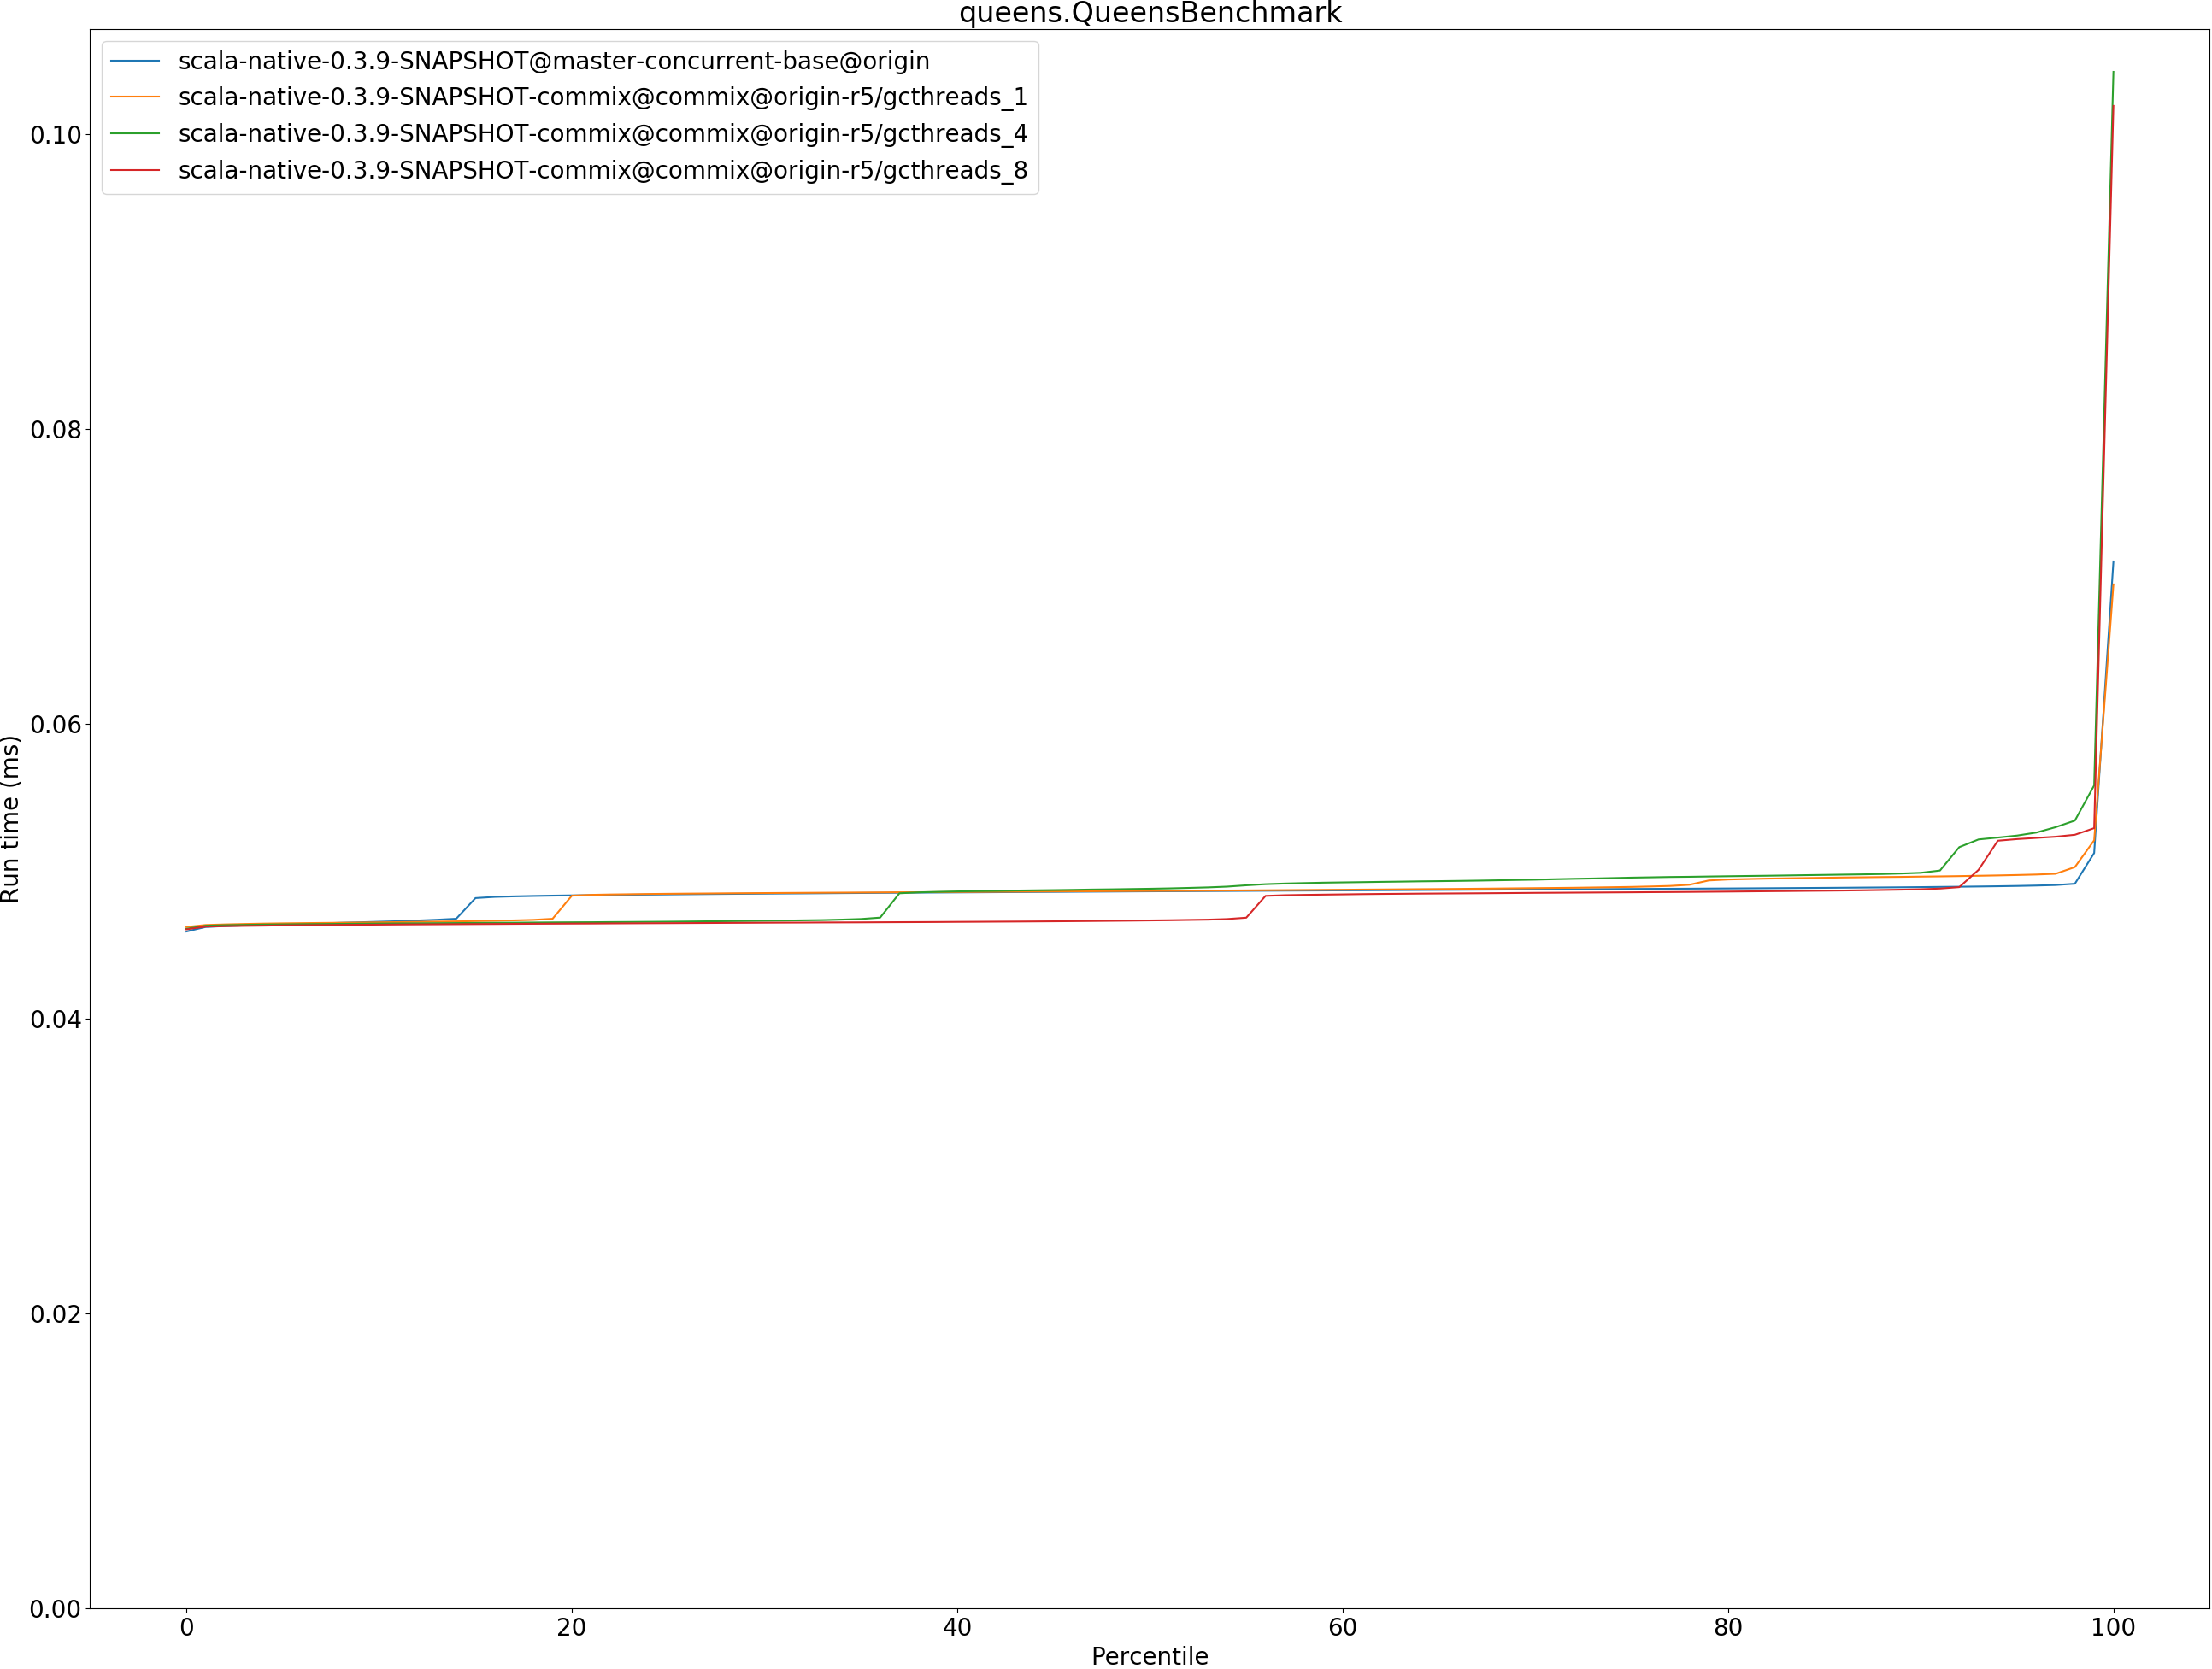 queens.QueensBenchmark
scala-native-0.3.9-SNAPSHOT@master-concurrent-base@origin
scala-native-0.3.9-SNAPSHOT-commix@commix@origin-r5/gcthreads_1
scala-native-0.3.9-SNAPSHOT-commix@commix@origin-r5/gcthreads_4
scala-native-0.3.9-SNAPSHOT-commix@commix@origin-r5/gcthreads_8
0.10
0.08
0.06
0.04
0.02
0.00
Run time (ms)
0 20 40 60 80 100
Percentile